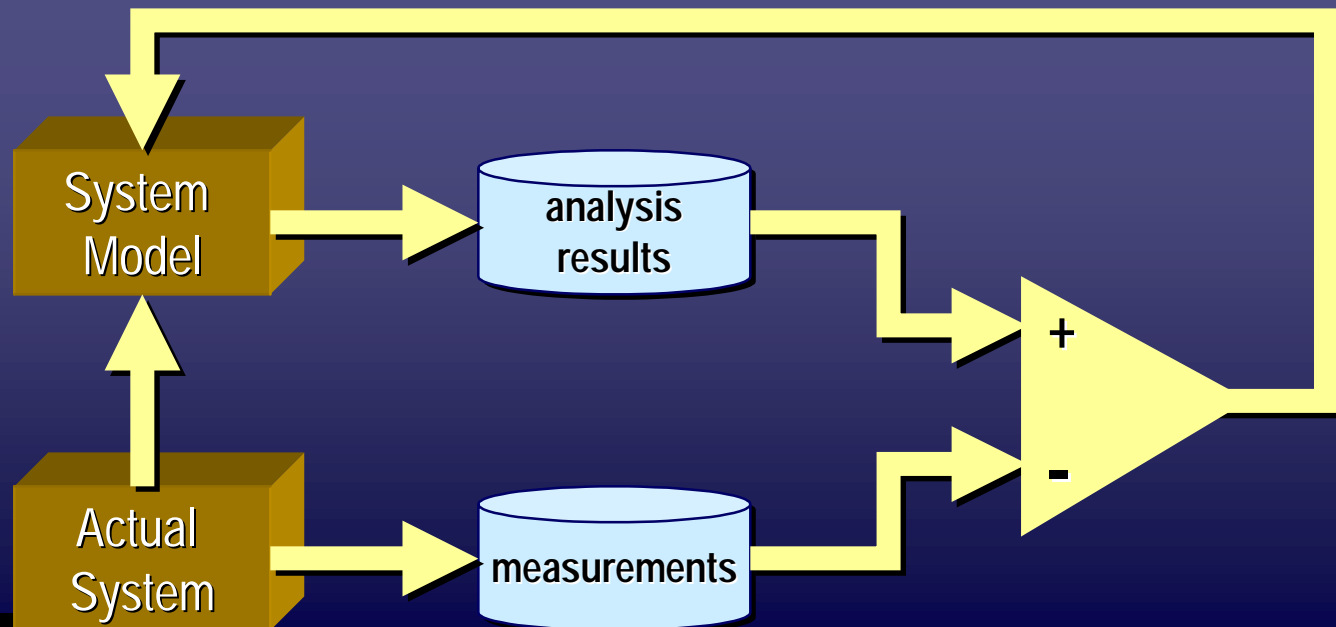 System
Model
analysis
results
+
-
Actual
System
measurements